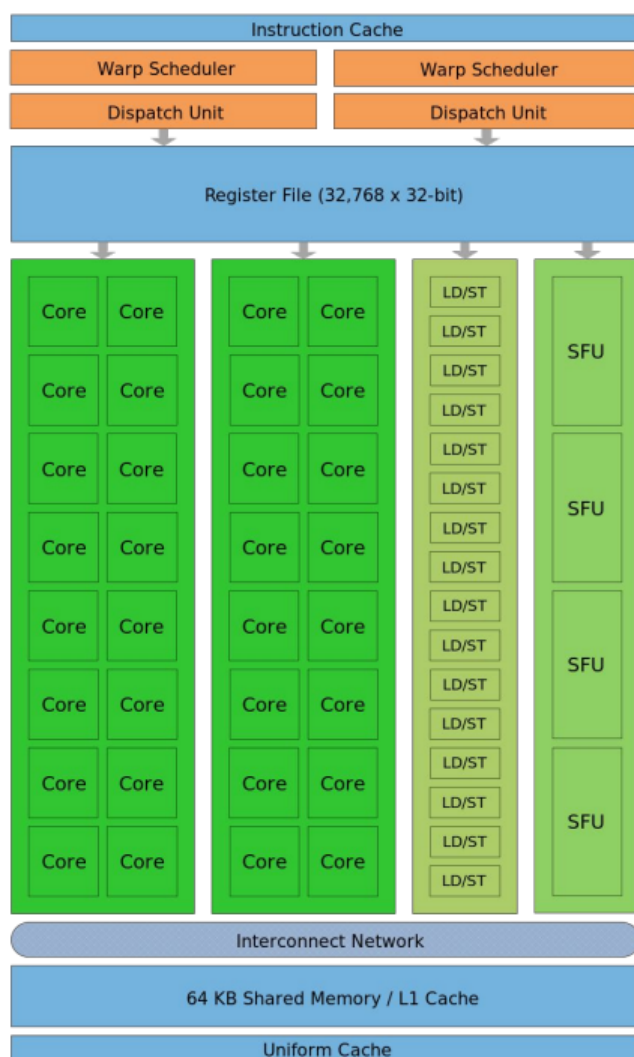 Instruction Cache
Warp Scheduler Warp Scheduler
Dispatch Unit Dispatch Unit
Register File (32,768 x 32-bit)
LD/ST
Core Core Core Core
SFU
LD/ST
LD/ST
Core Core Core Core
LD/ST
LD/ST
Core Core Core Core
SFU
LD/ST
LD/ST
Core Core Core Core
LD/ST
LD/ST
Core Core Core Core
SFU
LD/ST
LD/ST
Core Core Core Core
LD/ST
LD/ST
Core Core Core Core
SFU
LD/ST
LD/ST
Core Core Core Core
LD/ST
Interconnect Network
64 KB Shared Memory / L1 Cache
Uniform Cache